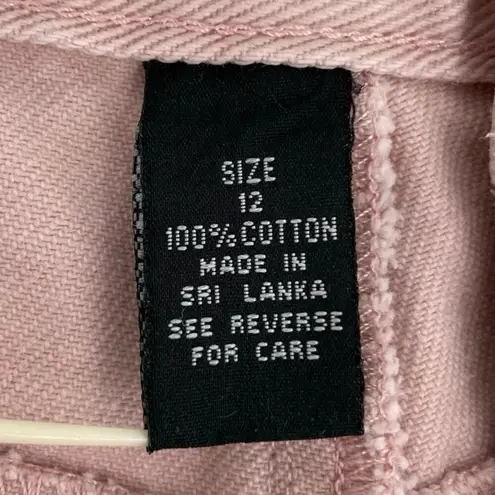 SIZE
12
100%COTTON
MADE IN
SRI LANKA
SEE REVERSE
FOR CARE